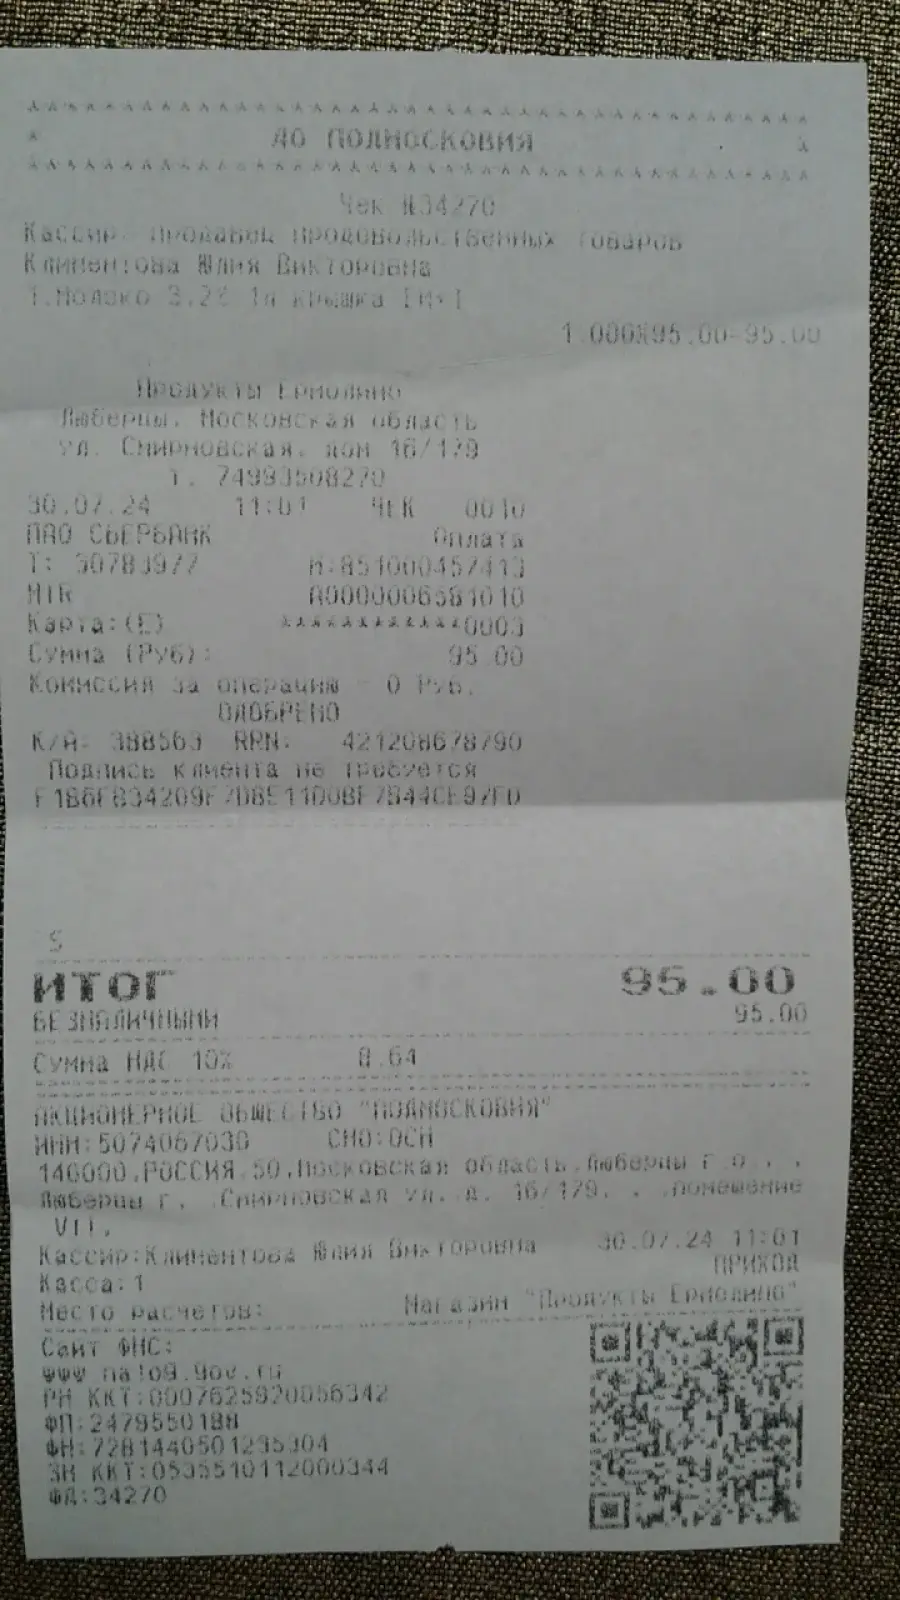 АО ПОДМОСКОВИЯ
Чек №34270
Кассир: Продавец продовольственных товаров
Климентова Юлия Викторовна
1.Молоко 3.2% 1л крышка [М+]
1.000X95.00=95.00
Продукты Ермолино
Люберцы, Московская область
ул. Смирновская, дом 16/179
т. 74993508270
30.07.24 11:01 ЧЕК 0010
ПАО СБЕРБАНК Оплата
Т: 30783977 М:851000457413
MIR A0000006581010
Карта:(E) ************0003
Сумма (Руб): 95.00
Комиссия за операцию - 0 Руб.
ОДОБРЕНО
К/А: 388563 RRN: 421208678790
Подпись клиента не требуется
S
ИТОГ 95.00
БЕЗНАЛИЧНЫМИ 95.00
Сумма НДС 10% 8.64
АКЦИОНЕРНОЕ ОБЩЕСТВО "ПОДМОСКОВИЯ"
ИНН:5074067030 СНО:ОСН
140000,РОССИЯ,50,Московская область,Люберцы г.о., ,
Люберцы г, ,Смирновская ул, д. 16/179, , ,помещение
VII,
Кассир:Климентова Юлия Викторовна 30.07.24 11:01
ПРИХОД
Касса:1
Место расчетов: Магазин "Продукты Ермолино"
Сайт ФНС:
www.nalog.gov.ru
РН ККТ:0007625920056342
ФП:2479550188
ФН:7281440501295304
ЗН ККТ:0535510112000344
ФД:34270